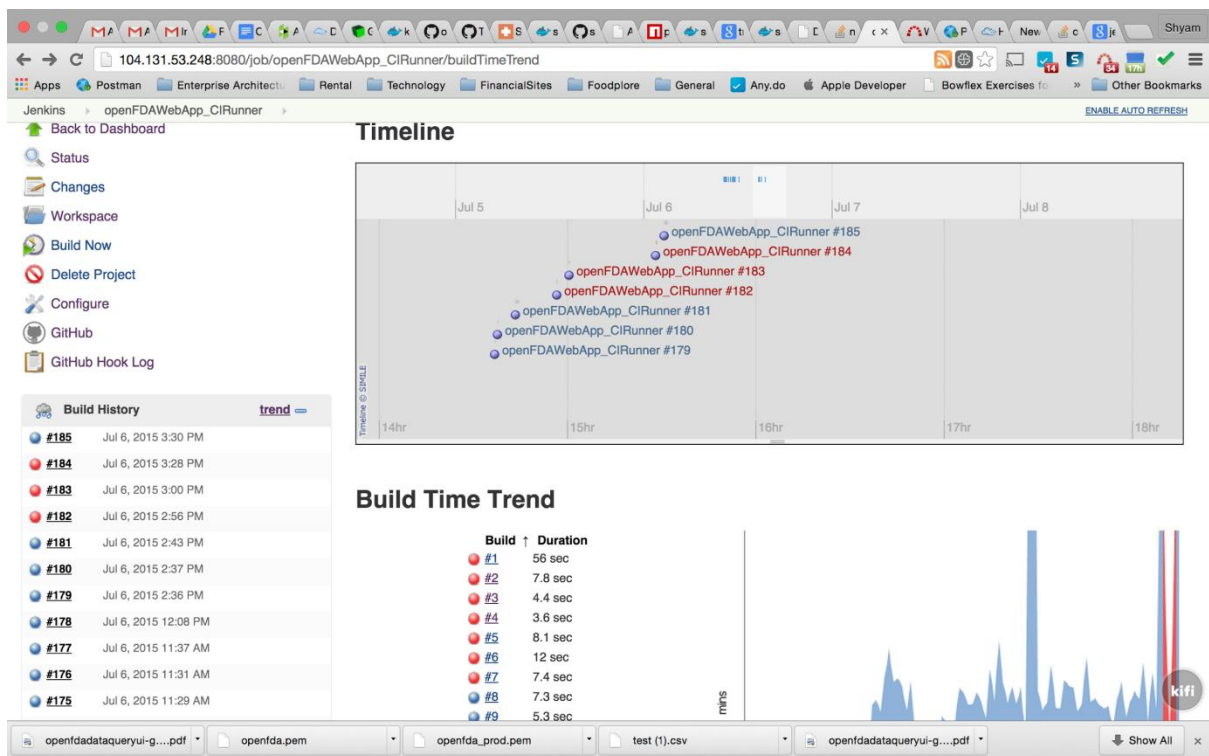 Shyam
104.131.53.248:8080/job/openFDAWebApp_CIRunner/buildTimeTrend
Apps Postman Enterprise Architectu Rental Technology FinancialSites Foodplore General Any.do Apple Developer Bowflex Exercises fo » Other Bookmarks
Jenkins openFDAWebApp_CIRunner ENABLE AUTO REFRESH
Back to Dashboard
Status
Changes
Workspace
Build Now
Delete Project
Configure
GitHub
GitHub Hook Log
Build History trend
#185 Jul 6, 2015 3:30 PM
#184 Jul 6, 2015 3:28 PM
#183 Jul 6, 2015 3:00 PM
#182 Jul 6, 2015 2:56 PM
#181 Jul 6, 2015 2:43 PM
#180 Jul 6, 2015 2:37 PM
#179 Jul 6, 2015 2:36 PM
#178 Jul 6, 2015 12:08 PM
#177 Jul 6, 2015 11:37 AM
#176 Jul 6, 2015 11:31 AM
#175 Jul 6, 2015 11:29 AM
Timeline
Jul 5 Jul 6 Jul 7 Jul 8
openFDAWebApp_CIRunner #185
openFDAWebApp_CIRunner #184
openFDAWebApp_CIRunner #183
openFDAWebApp_CIRunner #182
openFDAWebApp_CIRunner #181
openFDAWebApp_CIRunner #180
openFDAWebApp_CIRunner #179
Timeline © SIMILE
14hr 15hr 16hr 17hr 18hr
Build Time Trend
Build ↑ Duration
#1 56 sec
#2 7.8 sec
#3 4.4 sec
#4 3.6 sec
#5 8.1 sec
#6 12 sec
#7 7.4 sec
#8 7.3 sec
#9 5.3 sec
mins
kifi
openfdadataqueryui-g....pdf openfda.pem openfda_prod.pem test (1).csv openfdadataqueryui-g....pdf Show All